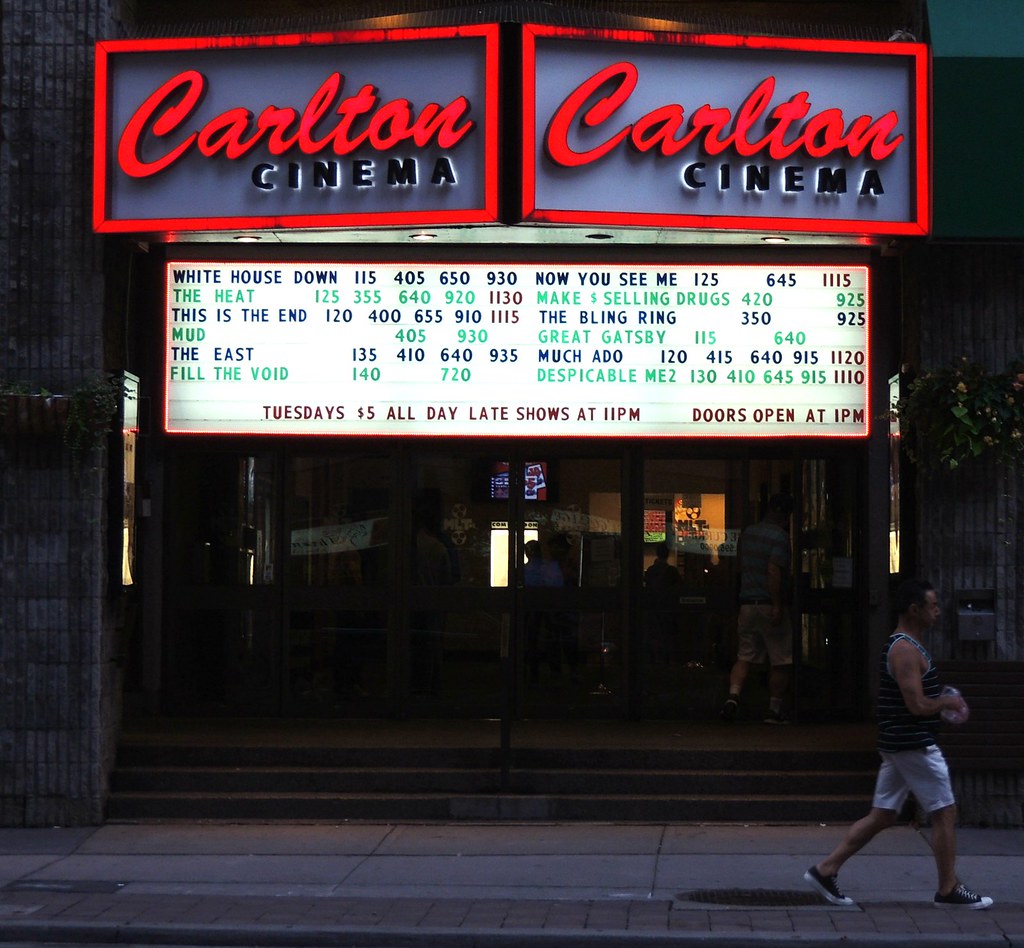 Carlton
CINEMA
Carlton
CINEMA
WHITE HOUSE DOWN 115 405 650 930
THE HEAT 125 355 640 920 1130
THIS IS THE END 120 400 655 910 1115
MUD 405 930
THE EAST 135 410 640 935
FILL THE VOID 140 720
NOW YOU SEE ME 125 645 1115
MAKE $ SELLING DRUGS 420 925
THE BLING RING 350 925
GREAT GATSBY 115 640
MUCH ADO 120 415 640 915 1120
DESPICABLE ME2 130 410 645 915 1110
TUESDAYS $5 ALL DAY LATE SHOWS AT 11PM DOORS OPEN AT 1PM
TICKETS